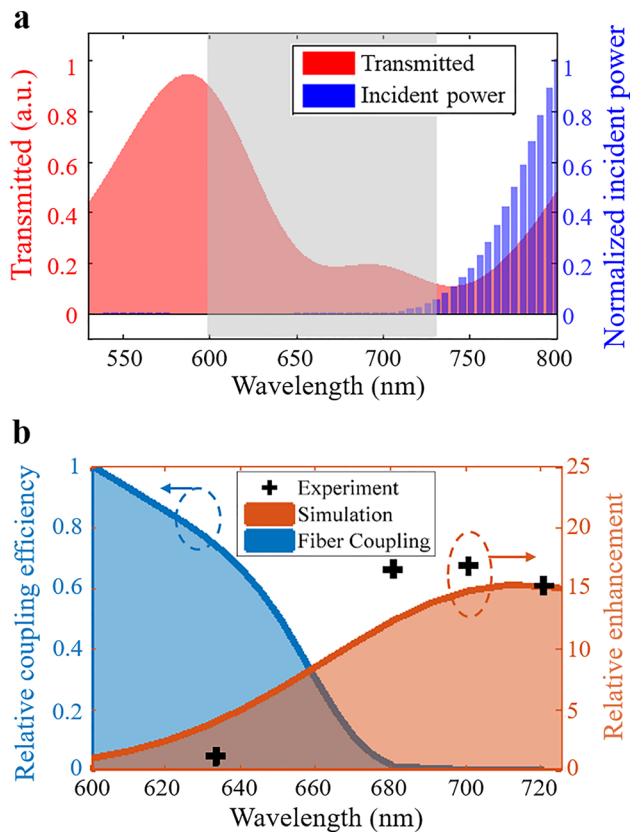 a
Transmitted
Incident power
Transmitted (a.u.)
1
0.8
0.6
0.4
0.2
0
1
0.8
0.6
0.4
0.2
0
Normalized incident power
550 600 650 700 750 800
Wavelength (nm)
b
Experiment
Simulation
Fiber Coupling
Relative coupling efficiency
1
0.8
0.6
0.4
0.2
0
25
20
15
10
5
0
Relative enhancement
600 620 640 660 680 700 720
Wavelength (nm)